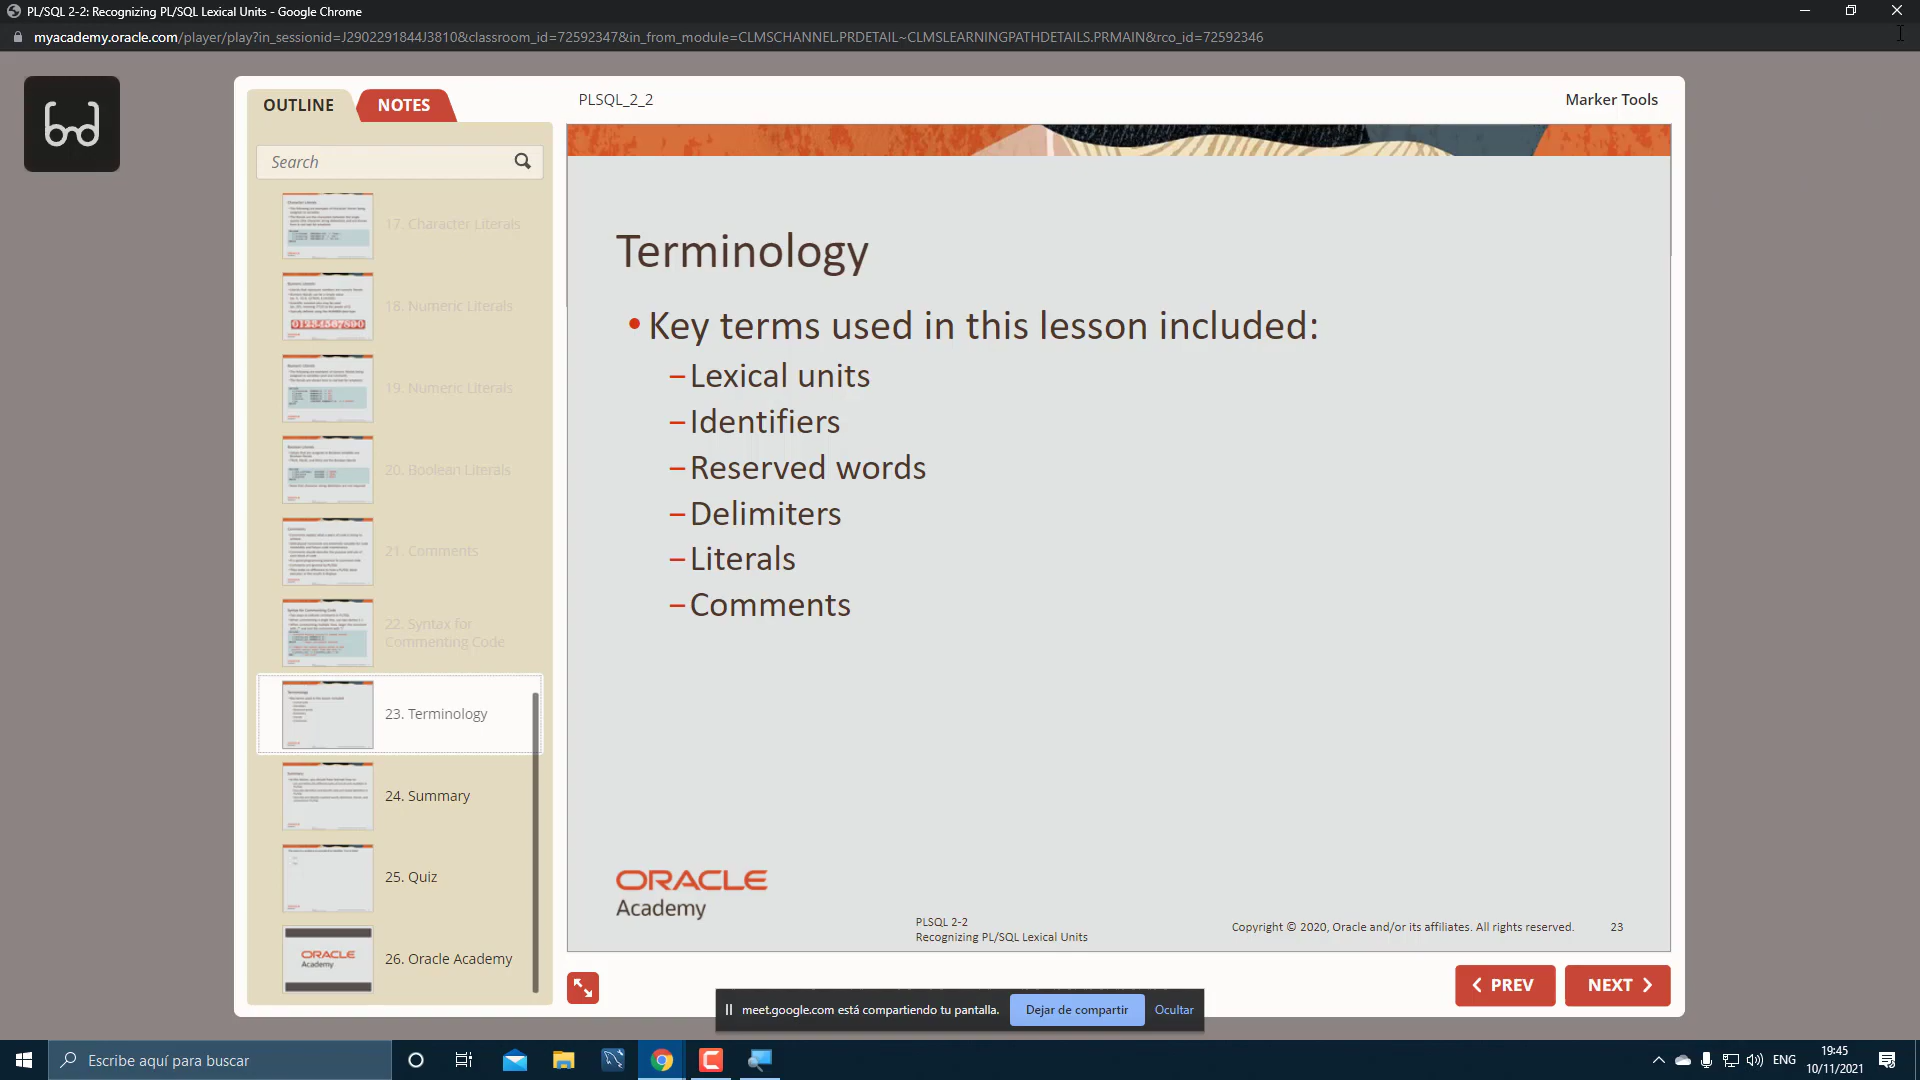 PL/SQL 2-2: Recognizing PL/SQL Lexical Units - Google Chrome
myacademy.oracle.com/player/play?in_sessionid=J2902291844J3810&classroom_id=72592347&in_from_module=CLMSCHANNEL.PRDETAIL~CLMSLEARNINGPATHDETAILS.PRMAIN&rco_id=72592346
OUTLINE
NOTES
Search
17. Character Literals
18. Numeric Literals
19. Numeric Literals
20. Boolean Literals
21. Comments
22. Syntax for
Commenting Code
23. Terminology
24. Summary
25. Quiz
26. Oracle Academy
PLSQL_2_2
Marker Tools
Terminology
• Key terms used in this lesson included:
–Lexical units
–Identifiers
–Reserved words
–Delimiters
–Literals
–Comments
ORACLE
Academy
PLSQL 2-2
Recognizing PL/SQL Lexical Units
Copyright © 2020, Oracle and/or its affiliates. All rights reserved.
23
PREV
NEXT
meet.google.com está compartiendo tu pantalla.
Dejar de compartir
Ocultar
Escribe aquí para buscar
ENG
19:45
10/11/2021